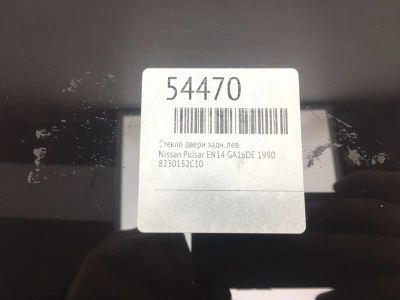 54470
Стекло двери задн.лев.
Nissan Pulsar EN14 GA16DE 1990
8230152C10